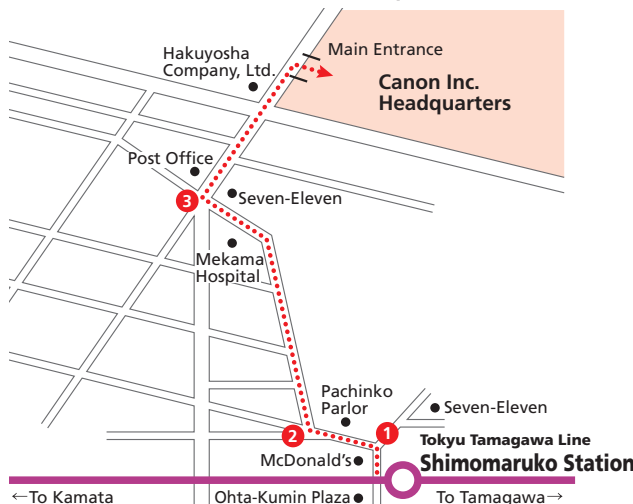 Main Entrance
Hakuyosha
Company, Ltd.
Canon Inc.
Headquarters
Post Office
3
Seven-Eleven
Mekama
Hospital
Pachinko
Parlor
Seven-Eleven
1
2
Tokyu Tamagawa Line
McDonald's
Shimomaruko Station
←To Kamata
Ohta-Kumin Plaza
To Tamagawa→